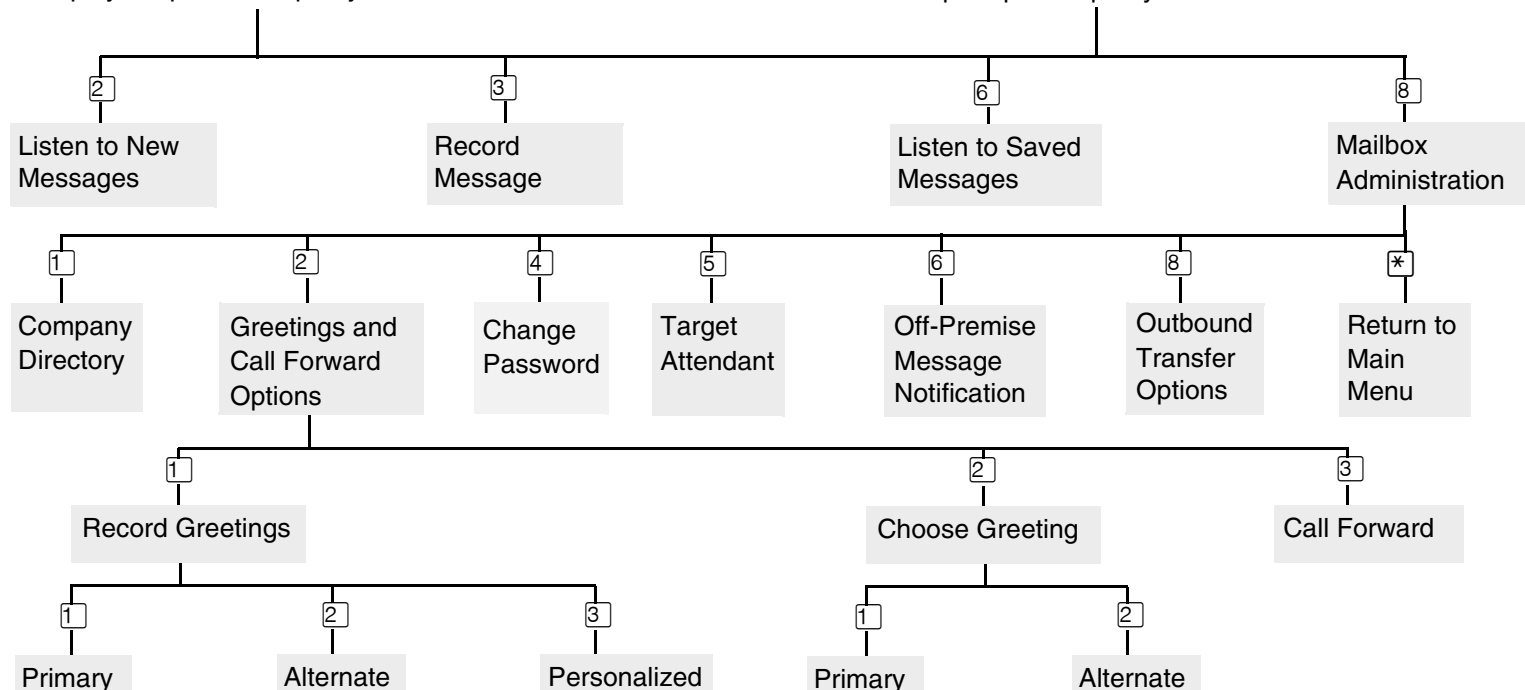 2
3
6
8
Listen to New
Messages
Record
Message
Listen to Saved
Messages
Mailbox
Administration
1
2
4
5
6
8
*
Company
Directory
Greetings and
Call Forward
Options
Change
Password
Target
Attendant
Off-Premise
Message
Notification
Outbound
Transfer
Options
Return to
Main
Menu
1
2
3
Record Greetings
Choose Greeting
Call Forward
1
2
3
1
2
Primary
Alternate
Personalized
Primary
Alternate